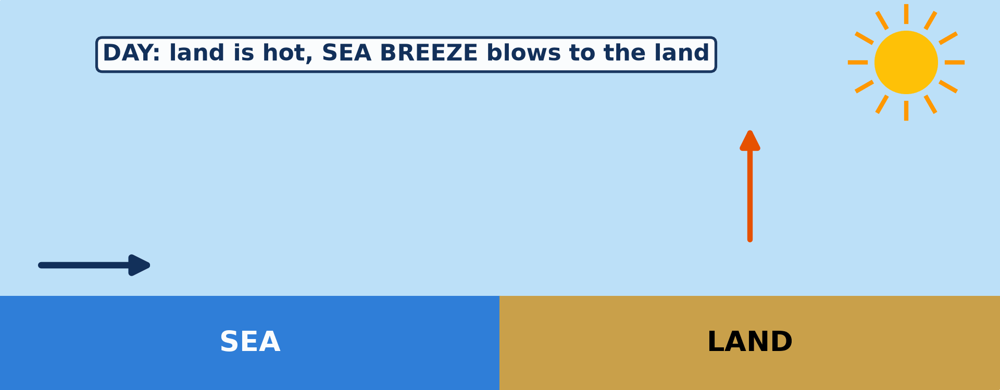 DAY: land is hot, SEA BREEZE blows to the land
SEA
LAND